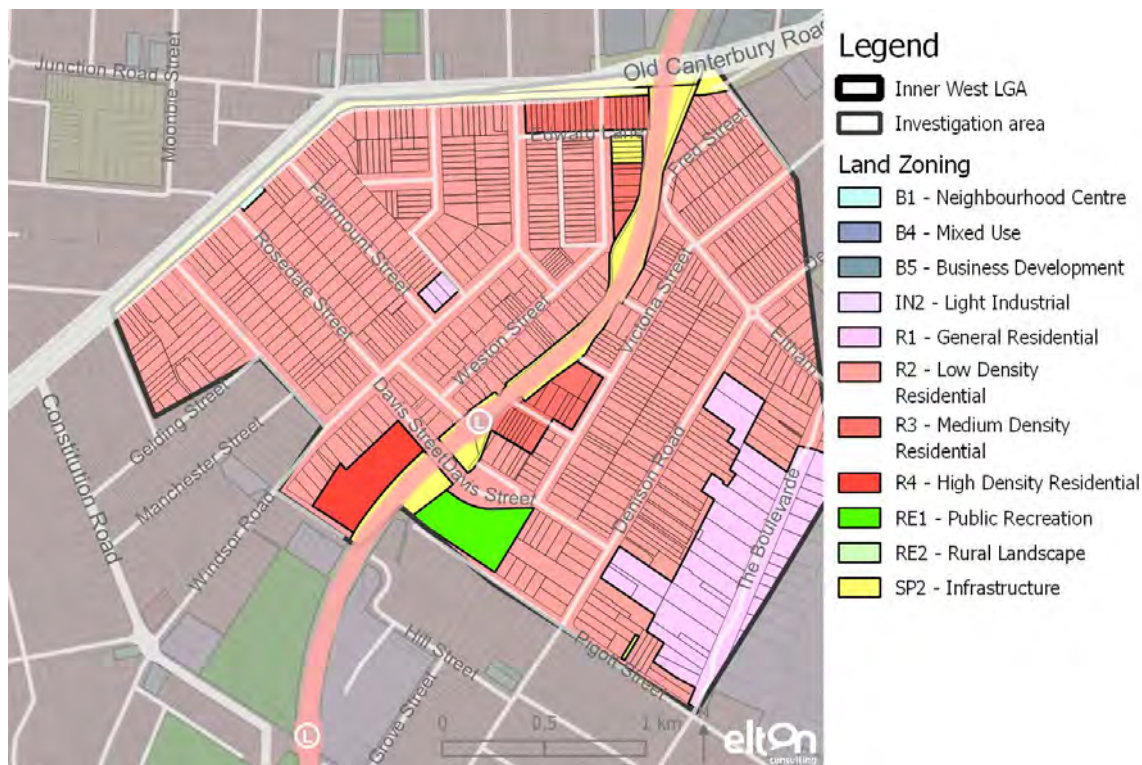 Old Canterbury Road
Junction Road
Moonbie Street
Edward Lane
Fred Street
Fairmount Street
Rosedale Street
Weston Street
Victoria Street
Eltham
Davis Street
L
Davis Street
Denison Road
The Boulevarde
Gelding Street
Manchester Street
Constitution Road
Windsor Road
Hill Street
Pigott Street
Grove Street
L
0 0.5 1 km
N
elton
consulting
Legend
Inner West LGA
Investigation area
Land Zoning
B1 - Neighbourhood Centre
B4 - Mixed Use
B5 - Business Development
IN2 - Light Industrial
R1 - General Residential
R2 - Low Density
Residential
R3 - Medium Density
Residential
R4 - High Density Residential
RE1 - Public Recreation
RE2 - Rural Landscape
SP2 - Infrastructure